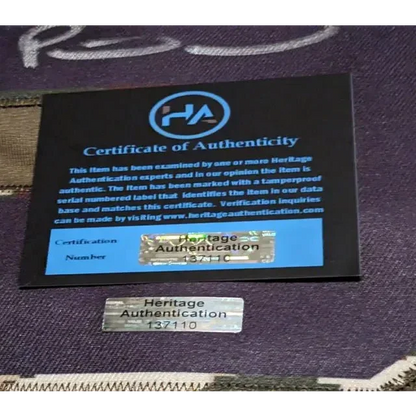 HA
Certificate of Authenticity
This Item has been examined by one or more Heritage
Authentication experts and in our opinion the item is
authentic. The Item has been marked with a tamperproof
serial numbered label that identifies the item in our data
base and matches this certificate. Verification inquiries
can be made by visiting www.heritageauthentication.com
Certification
Number
Heritage
Authentication
137110
Heritage
Authentication
137110